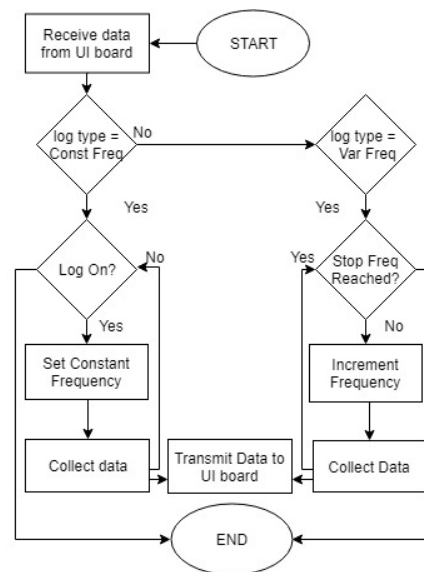 Receive data
from UI board
START
log type =
Const Freq
No
log type =
Var Freq
Yes
Yes
Log On?
No
Yes
Stop Freq
Reached?
Yes
No
Set Constant
Frequency
Increment
Frequency
Collect data
Transmit Data to
UI board
Collect Data
END